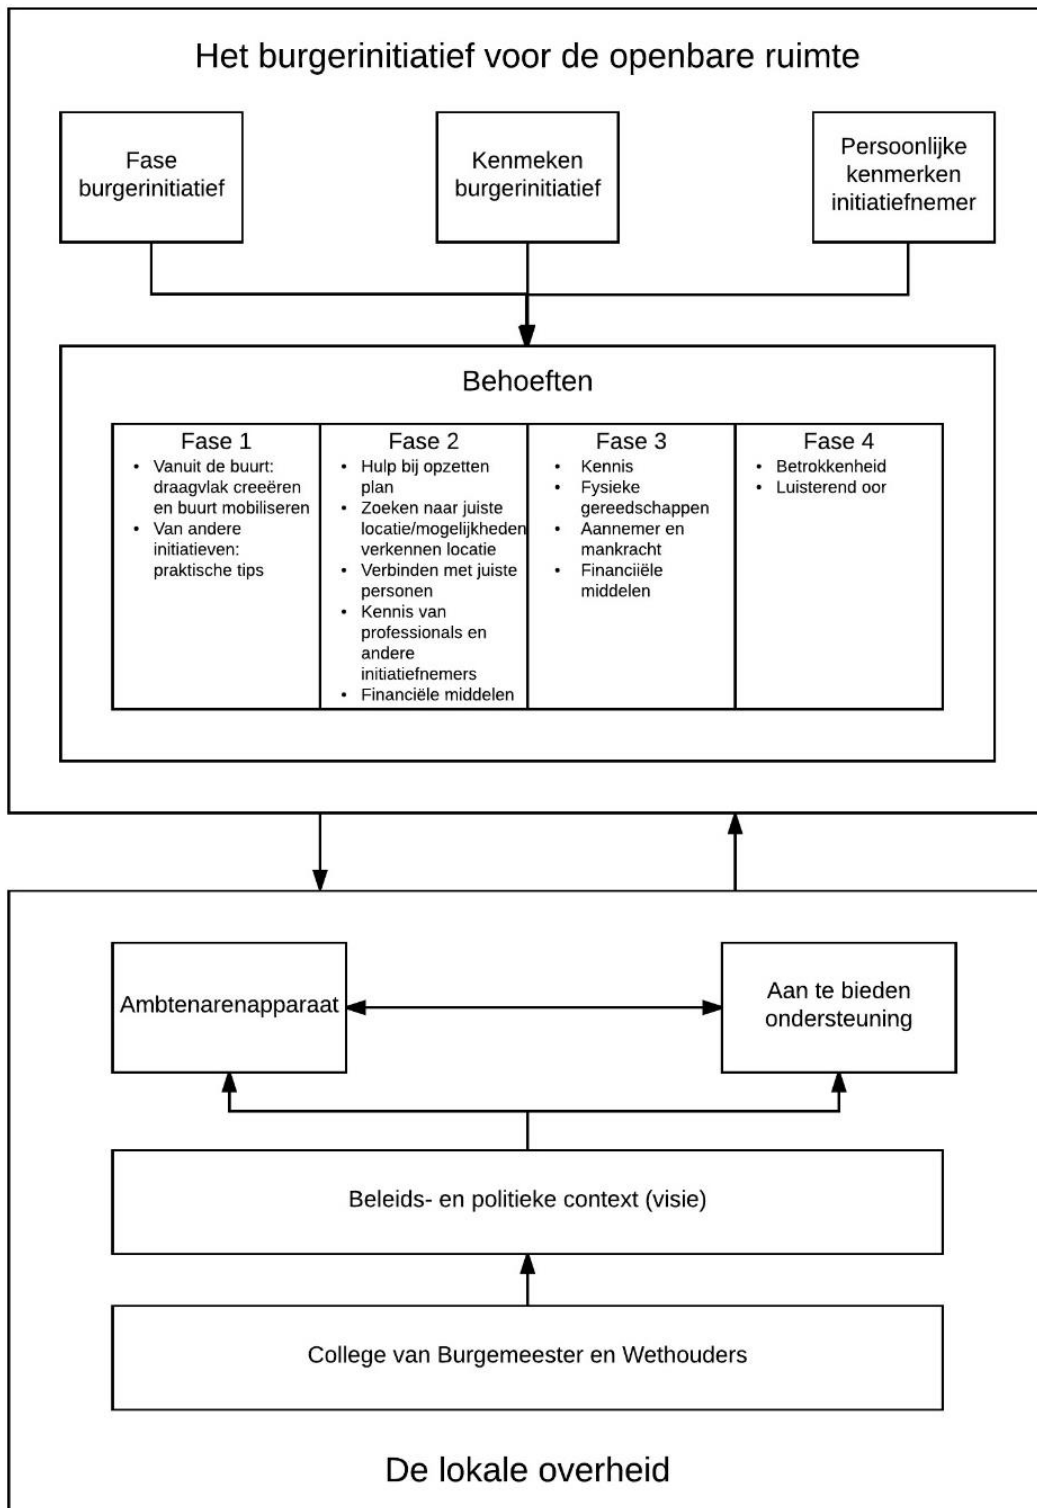 Het burgerinitiatief voor de openbare ruimte
Fase
burgerinitiatief
Kenmeken
burgerinitiatief
Persoonlijke
kenmerken
initiatiefnemer
Behoeften
Fase 1
• Vanuit de buurt:
draagvlak creeëren
en buurt mobiliseren
• Van andere
initiatieven:
praktische tips
Fase 2
• Hulp bij opzetten
plan
• Zoeken naar juiste
locatie/mogelijkheden
verkennen locatie
• Verbinden met juiste
personen
• Kennis van
professionals en
andere
initiatiefnemers
• Financiële middelen
Fase 3
• Kennis
• Fysieke
gereedschappen
• Aannemer en
mankracht
• Financiiële
middelen
Fase 4
• Betrokkenheid
• Luisterend oor
Ambtenarenapparaat
Aan te bieden
ondersteuning
Beleids- en politieke context (visie)
College van Burgemeester en Wethouders
De lokale overheid